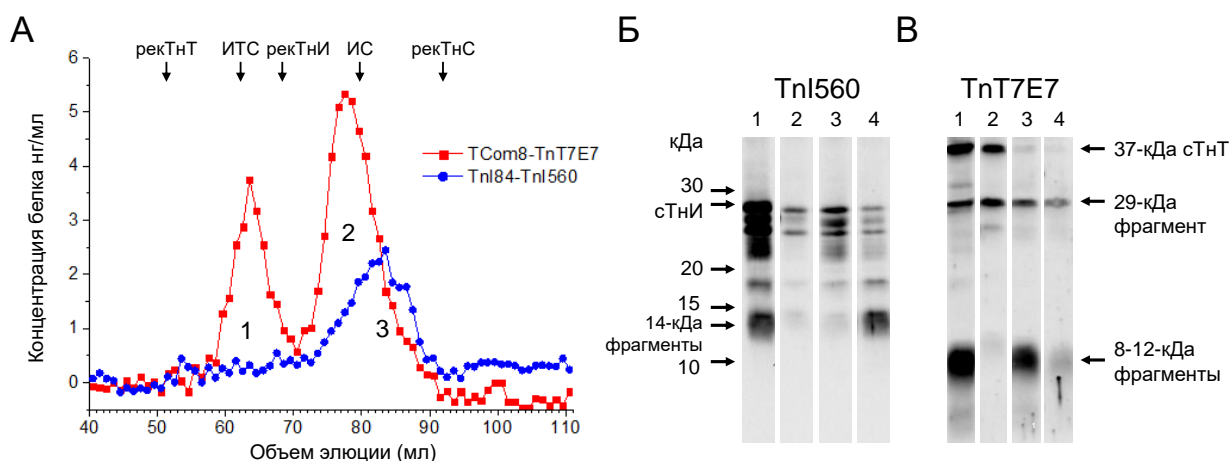 А
рекТнТ ИТС рекТнИ ИС рекТнС
Концентрация белка нг/мл
6
5
4
3
2
1
0
TCom8-TnT7E7
TnI84-TnI560
1
2
3
40 50 60 70 80 90 100 110
Объем элюции (мл)
Б
TnI560
1 2 3 4
кДа
30
сТнИ
20
15
14-кДа
фрагменты
10
В
TnT7E7
1 2 3 4
37-кДа сТнТ
29-кДа
фрагмент
8-12-кДа
фрагменты